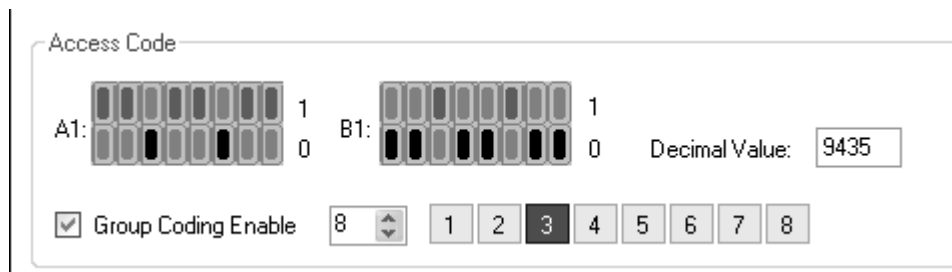 Access Code
A1: 1
0
B1: 1
0
Decimal Value: 9435
Group Coding Enable 8 1 2 3 4 5 6 7 8